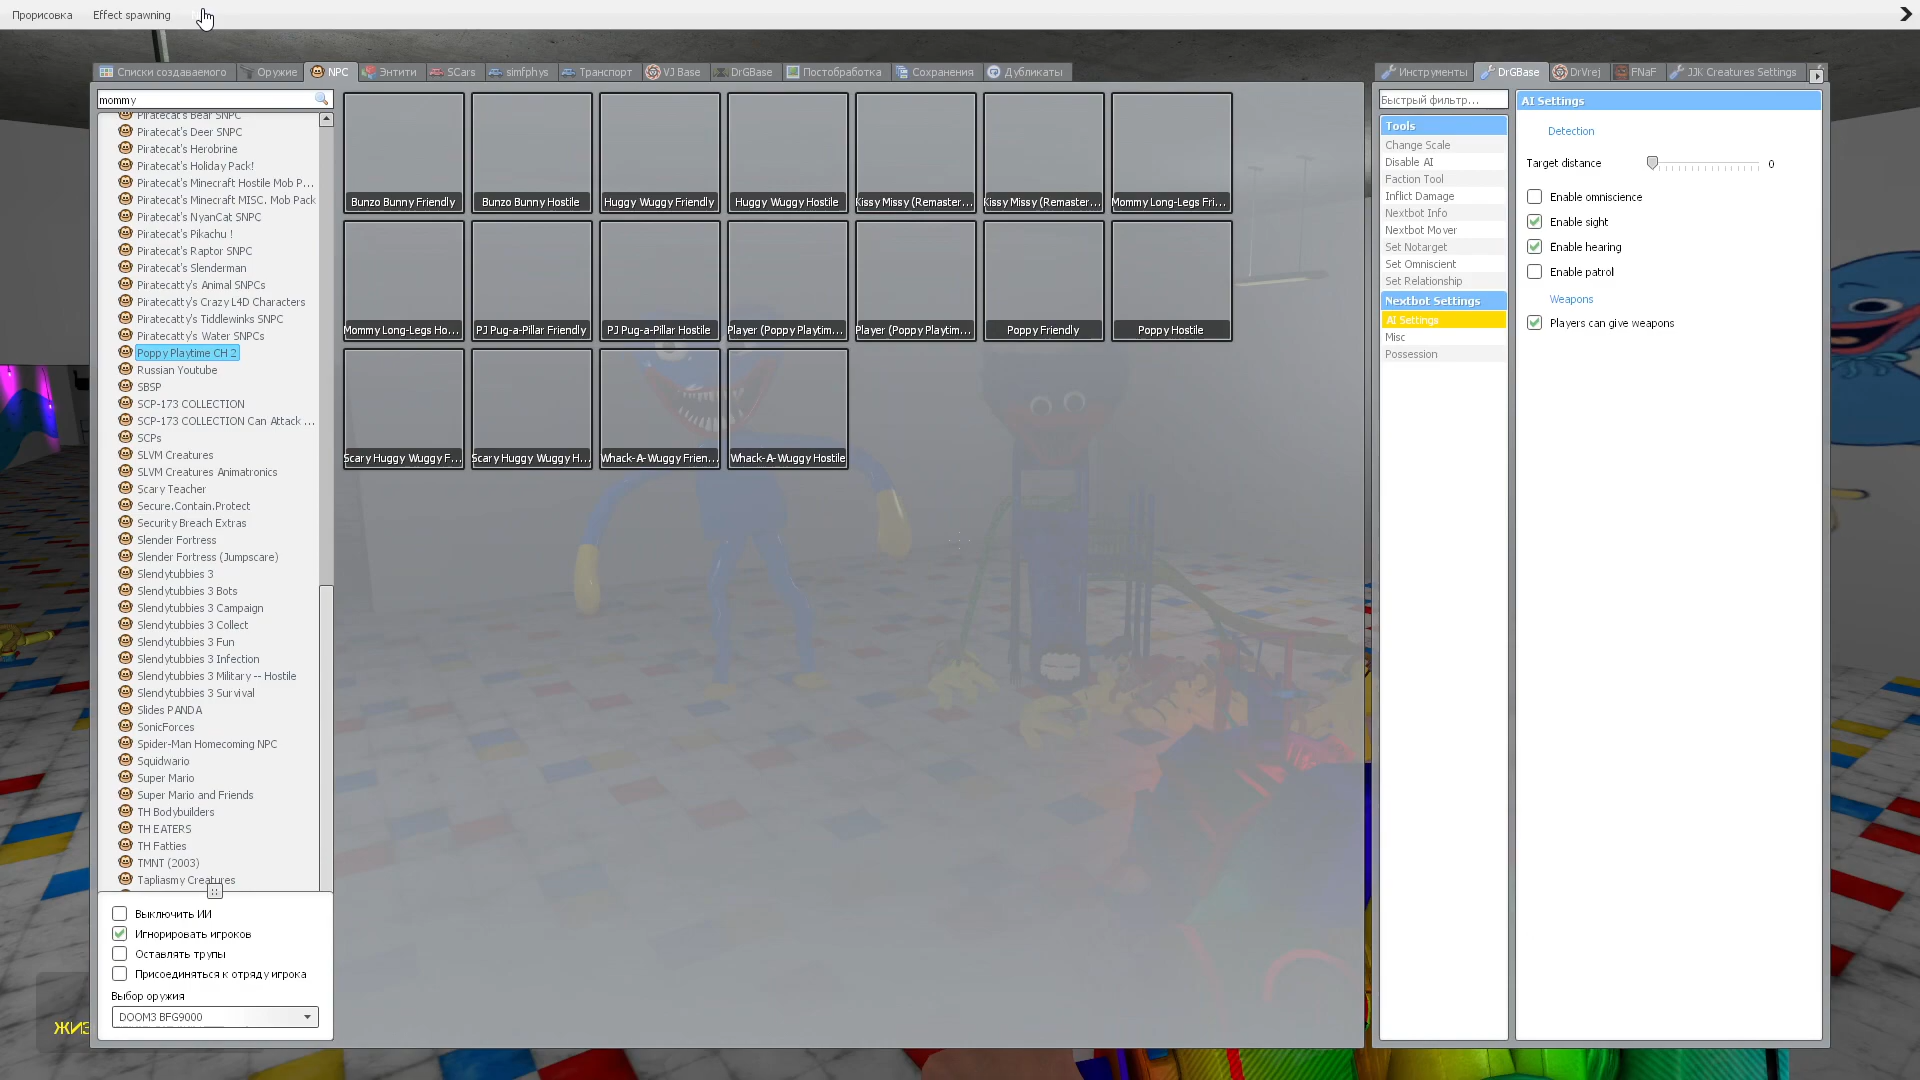 Прорисовка
Effect spawning
Списки создаваемого
Оружие
NPC
Энтити
SCars
simfphys
Транспорт
VJ Base
DrGBase
Постобработка
Сохранения
Дубликаты
mommy
Piratecat's Bear SNPC
Piratecat's Deer SNPC
Piratecat's Herobrine
Piratecat's Holiday Pack!
Piratecat's Minecraft Hostile Mob P...
Piratecat's Minecraft MISC. Mob Pack
Piratecat's NyanCat SNPC
Piratecat's Pikachu !
Piratecat's Raptor SNPC
Piratecat's Slenderman
Piratecatty's Animal SNPCs
Piratecatty's Crazy L4D Characters
Piratecatty's Tiddlewinks SNPC
Piratecatty's Water SNPCs
Poppy Playtime CH 2
Russian Youtube
SBSP
SCP-173 COLLECTION
SCP-173 COLLECTION Can Attack ...
SCPs
SLVM Creatures
SLVM Creatures Animatronics
Scary Teacher
Secure.Contain.Protect
Security Breach Extras
Slender Fortress
Slender Fortress (Jumpscare)
Slendytubbies 3
Slendytubbies 3 Bots
Slendytubbies 3 Campaign
Slendytubbies 3 Collect
Slendytubbies 3 Fun
Slendytubbies 3 Infection
Slendytubbies 3 Military -- Hostile
Slendytubbies 3 Survival
Slides PANDA
SonicForces
Spider-Man Homecoming NPC
Squidwario
Super Mario
Super Mario and Friends
TH Bodybuilders
TH EATERS
TH Fatties
TMNT (2003)
Tapliasmy Creatures
Выключить ИИ
Игнорировать игроков
Оставлять трупы
Присоединяться к отряду игрока
Выбор оружия
DOOM3 BFG9000
ЖИЗ
Bunzo Bunny Friendly
Bunzo Bunny Hostile
Huggy Wuggy Friendly
Huggy Wuggy Hostile
Kissy Missy (Remaster...
Kissy Missy (Remaster...
Mommy Long-Legs Fri...
Mommy Long-Legs Ho...
PJ Pug-a-Pillar Friendly
PJ Pug-a-Pillar Hostile
Player (Poppy Playtim...
Player (Poppy Playtim...
Poppy Friendly
Poppy Hostile
Scary Huggy Wuggy F...
Scary Huggy Wuggy H...
Whack-A-Wuggy Frien...
Whack-A-Wuggy Hostile
Инструменты
DrGBase
DrVrej
FNaF
JJK Creatures Settings
Быстрый фильтр...
Tools
Change Scale
Disable AI
Faction Tool
Inflict Damage
Nextbot Info
Nextbot Mover
Set Notarget
Set Omniscient
Set Relationship
Nextbot Settings
AI Settings
Misc
Possession
AI Settings
Detection
Target distance
0
Enable omniscience
Enable sight
Enable hearing
Enable patrol
Weapons
Players can give weapons